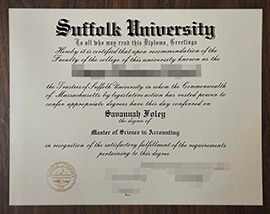 Suffolk University
To all who may read this Diploma, Greetings
Hereby it is certified that upon recommendation of the
Faculty of the college of this university known as the
the Trustees of Suffolk University in whom the Commonwealth
of Massachusetts by legislative action has vested power to
confer appropriate degrees have this day conferred on
Savannah Foley
the degree of
Master of Science in Accounting
in recognition of the satisfactory fulfillment of the requirements
pertaining to this degree